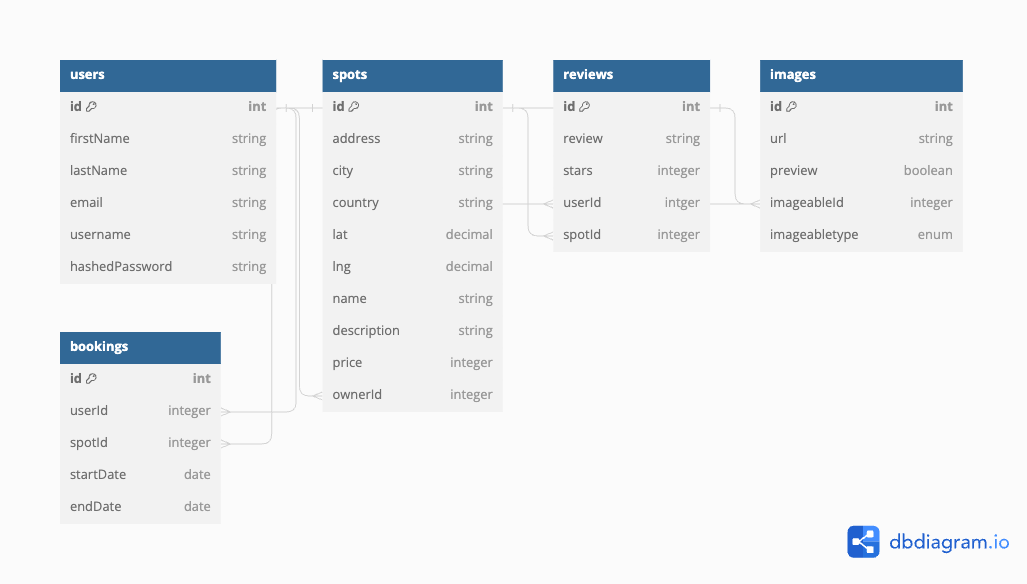 users
id int
firstName string
lastName string
email string
username string
hashedPassword string
spots
id int
address string
city string
country string
lat decimal
lng decimal
name string
description string
price integer
ownerId integer
reviews
id int
review string
stars integer
userId intger
spotId integer
images
id int
url string
preview boolean
imageableId integer
imageabletype enum
bookings
id int
userId integer
spotId integer
startDate date
endDate date
dbdiagram.io